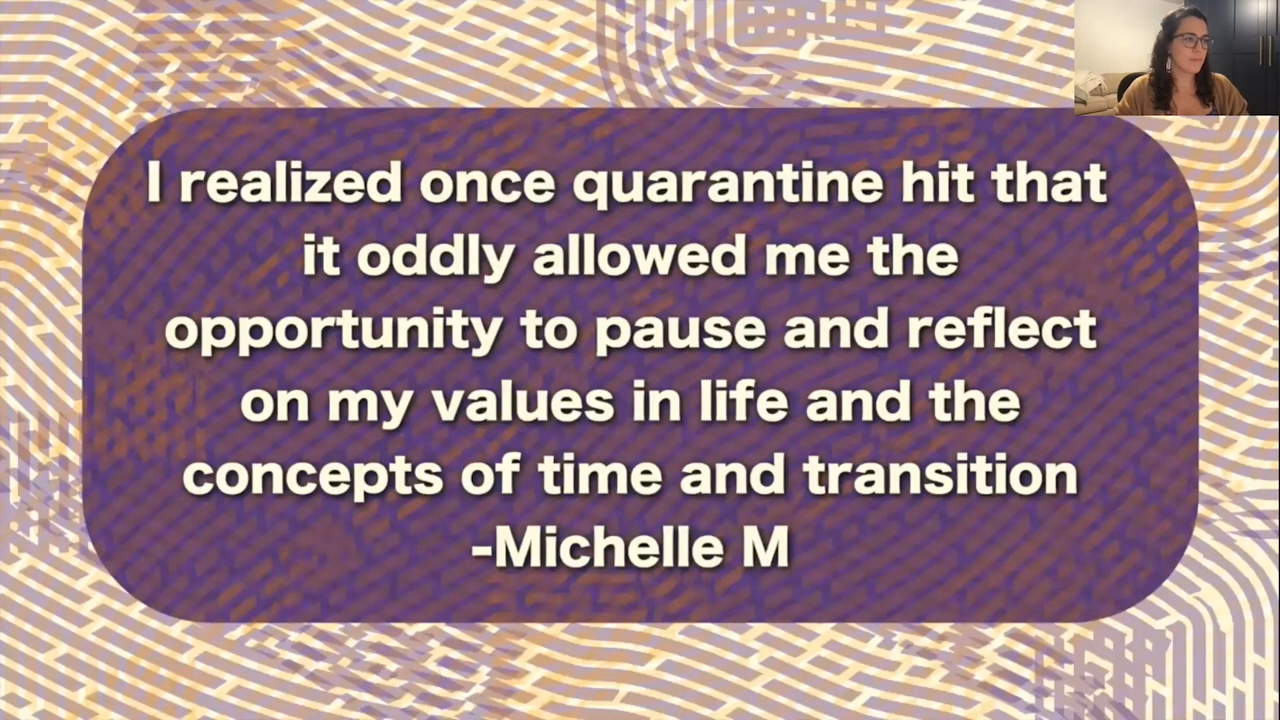 I realized once quarantine hit that
it oddly allowed me the
opportunity to pause and reflect
on my values in life and the
concepts of time and transition
-Michelle M